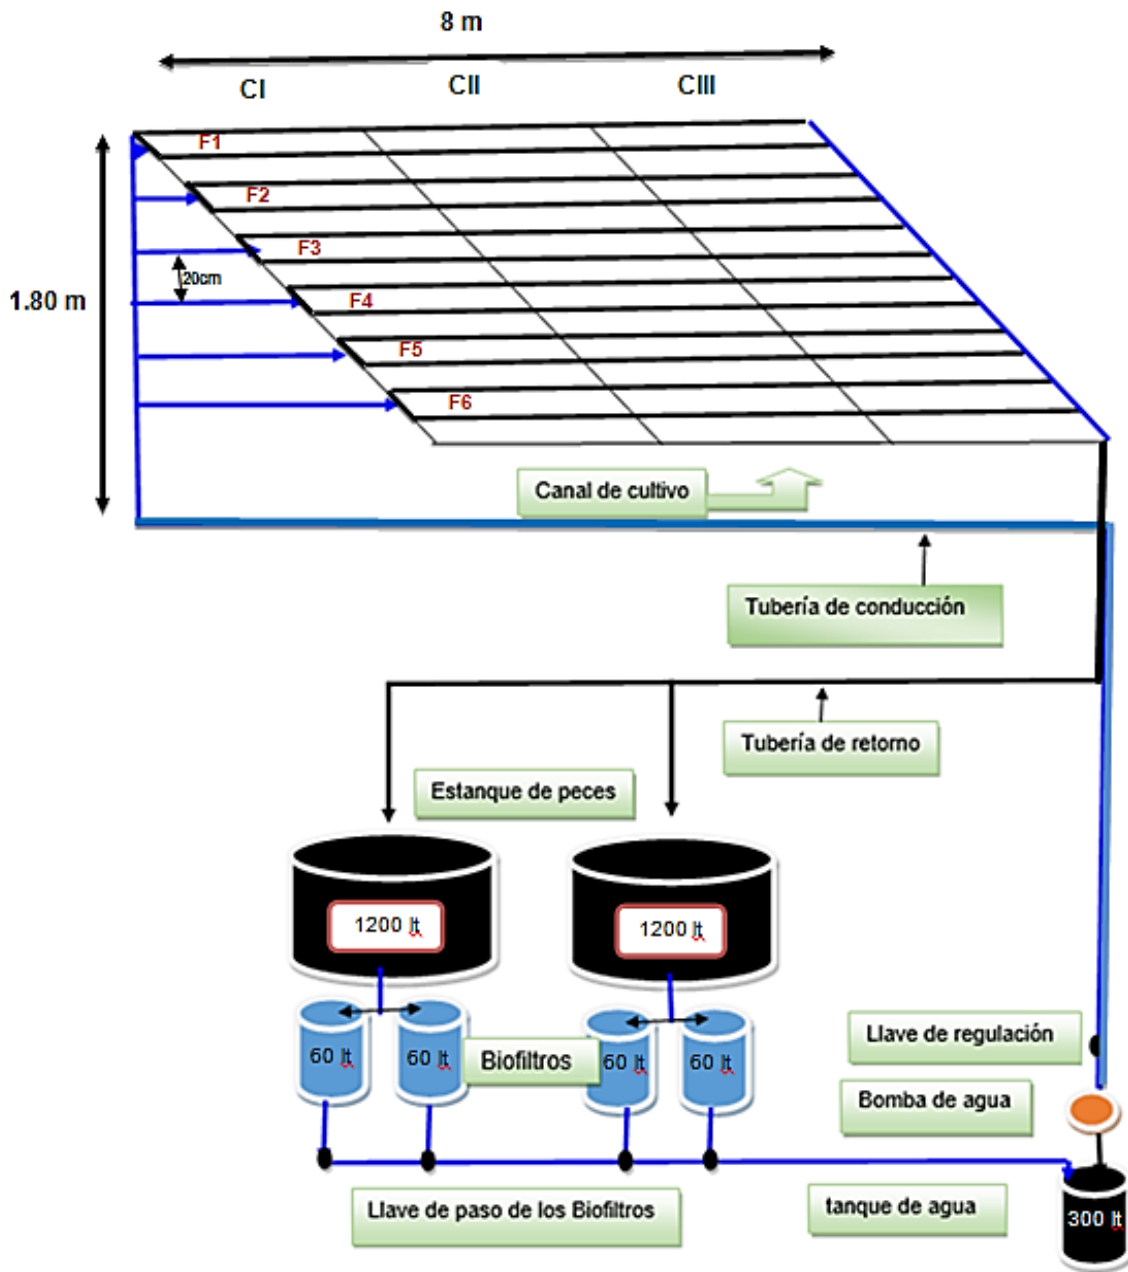 8 m
CI
CII
CIII
F1
F2
F3
20cm
1.80 m
F4
F5
F6
Canal de cultivo
Tubería de conducción
Tubería de retorno
Estanque de peces
1200 lt
1200 lt
60 lt
60 lt
Biofiltros
60 lt
60 lt
Llave de regulación
Bomba de agua
Llave de paso de los Biofiltros
tanque de agua
300 lt